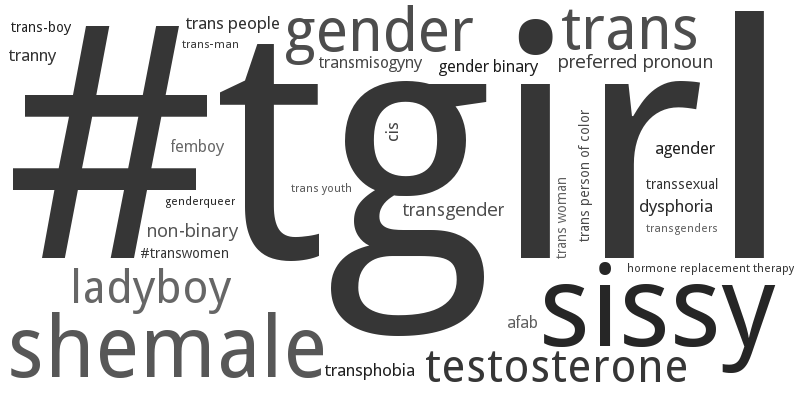 trans-boy
trans people
gender
trans
trans-man
tranny
transmisogyny
gender binary
preferred pronoun
#tgirl
cis
femboy
trans person of color
agender
trans youth
trans woman
transsexual
genderqueer
transgender
dysphoria
non-binary
transgenders
#transwomen
hormone replacement therapy
ladyboy
sissy
afab
shemale
transphobia
testosterone